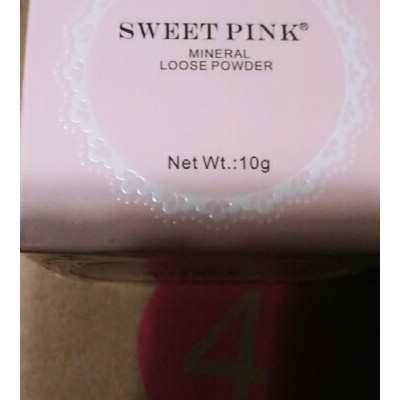 SWEET PINK®
MINERAL
LOOSE POWDER
Net Wt.:10g
4